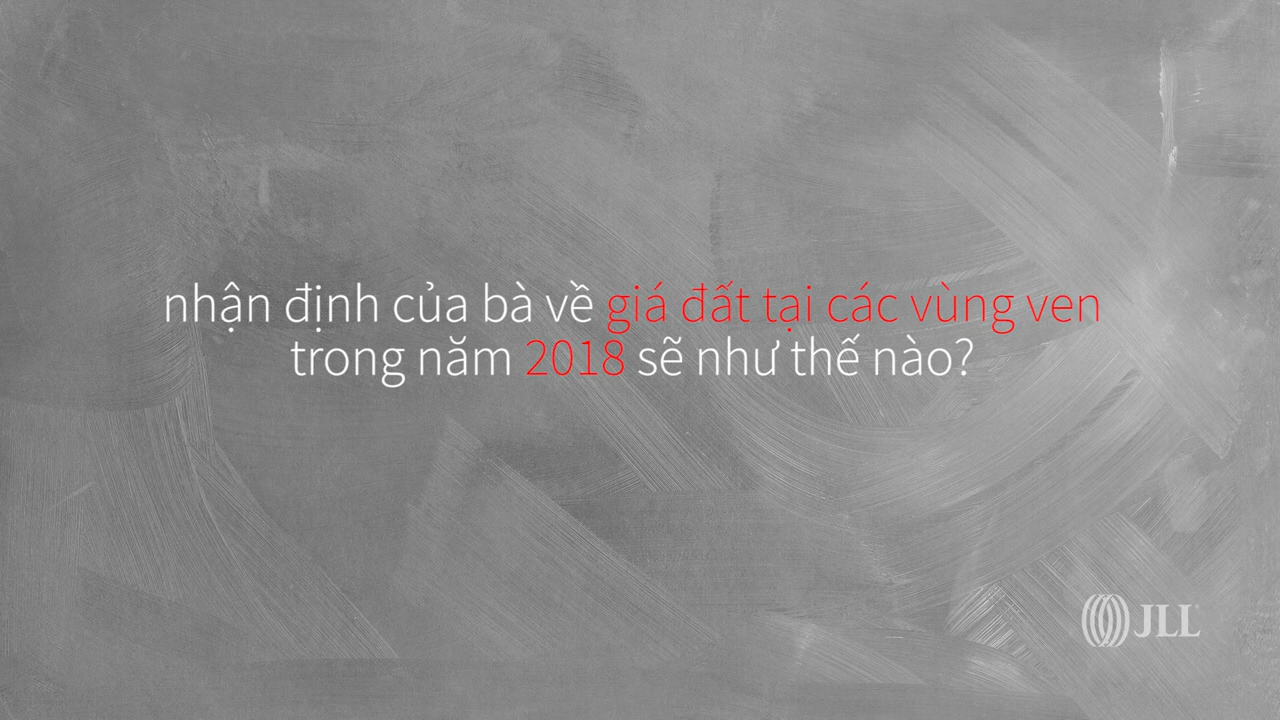 nhận định của bà về giá đất tại các vùng ven
trong năm 2018 sẽ như thế nào?
JLL